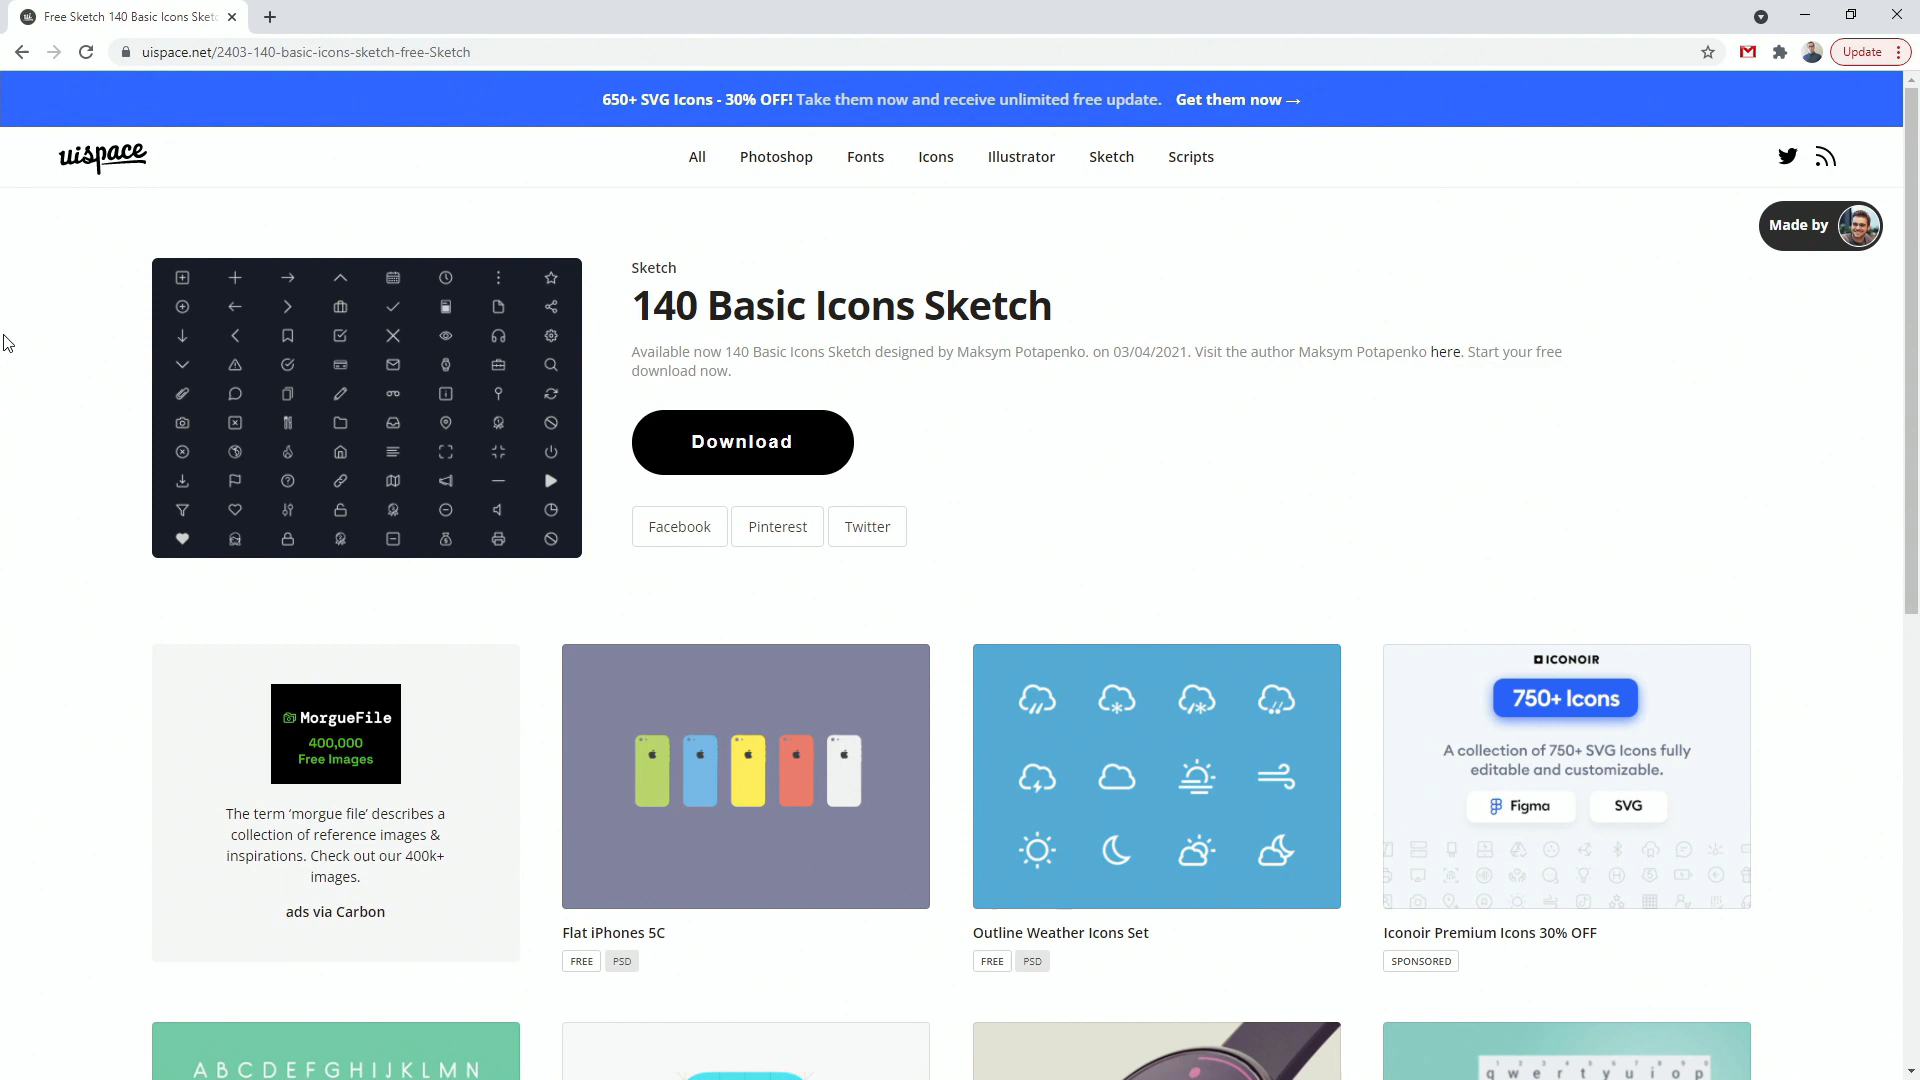 Free Sketch 140 Basic Icons Sketc
uispace.net/2403-140-basic-icons-sketch-free-Sketch
Update
650+ SVG Icons - 30% OFF! Take them now and receive unlimited free update. Get them now →
uispace
All Photoshop Fonts Icons Illustrator Sketch Scripts
Made by
Sketch
140 Basic Icons Sketch
Available now 140 Basic Icons Sketch designed by Maksym Potapenko. on 03/04/2021. Visit the author Maksym Potapenko here. Start your free
download now.
Download
Facebook Pinterest Twitter
MorgueFile
400,000
Free Images
The term ‘morgue file’ describes a
collection of reference images &
inspirations. Check out our 400k+
images.
ads via Carbon
Flat iPhones 5C
FREE PSD
Outline Weather Icons Set
FREE PSD
ICONOIR
750+ Icons
A collection of 750+ SVG Icons fully
editable and customizable.
Figma SVG
Iconoir Premium Icons 30% OFF
SPONSORED
A B C D E F G H I J K L M N
q w e r t y u i o p